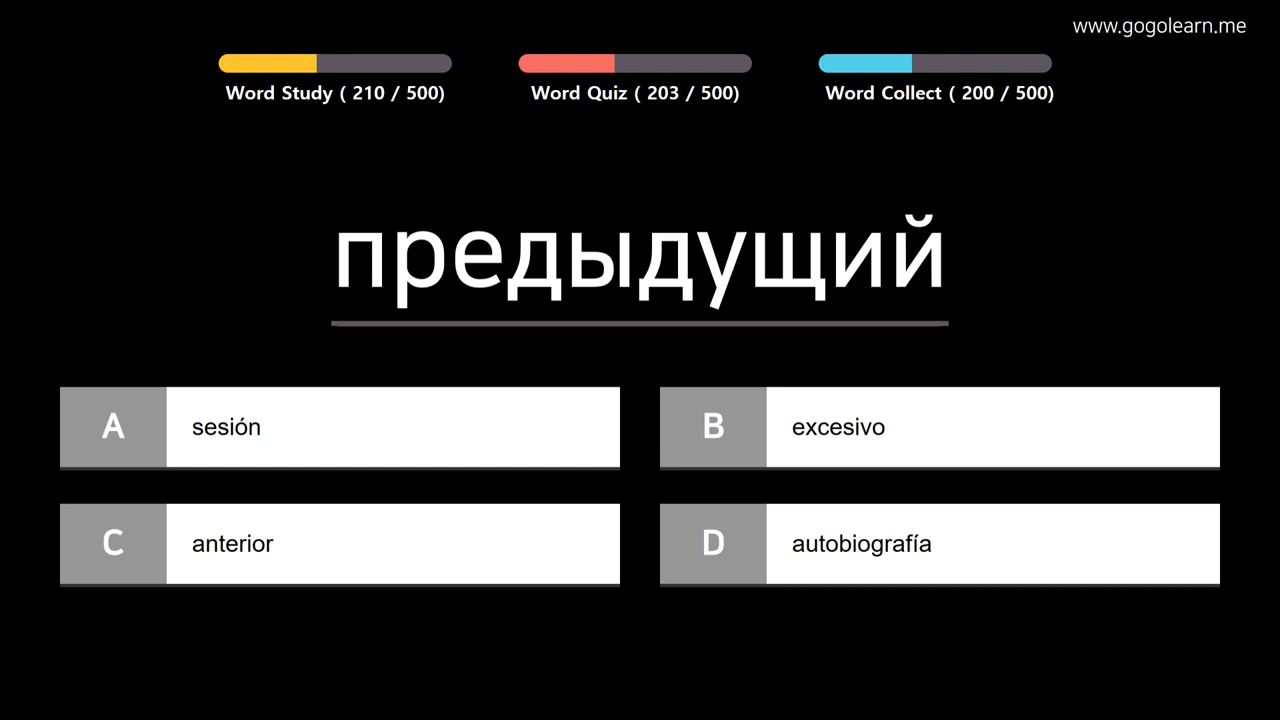 www.gogolearn.me
Word Study ( 210 / 500)
Word Quiz ( 203 / 500)
Word Collect ( 200 / 500)
предыдущий
A sesión
B excesivo
C anterior
D autobiografía